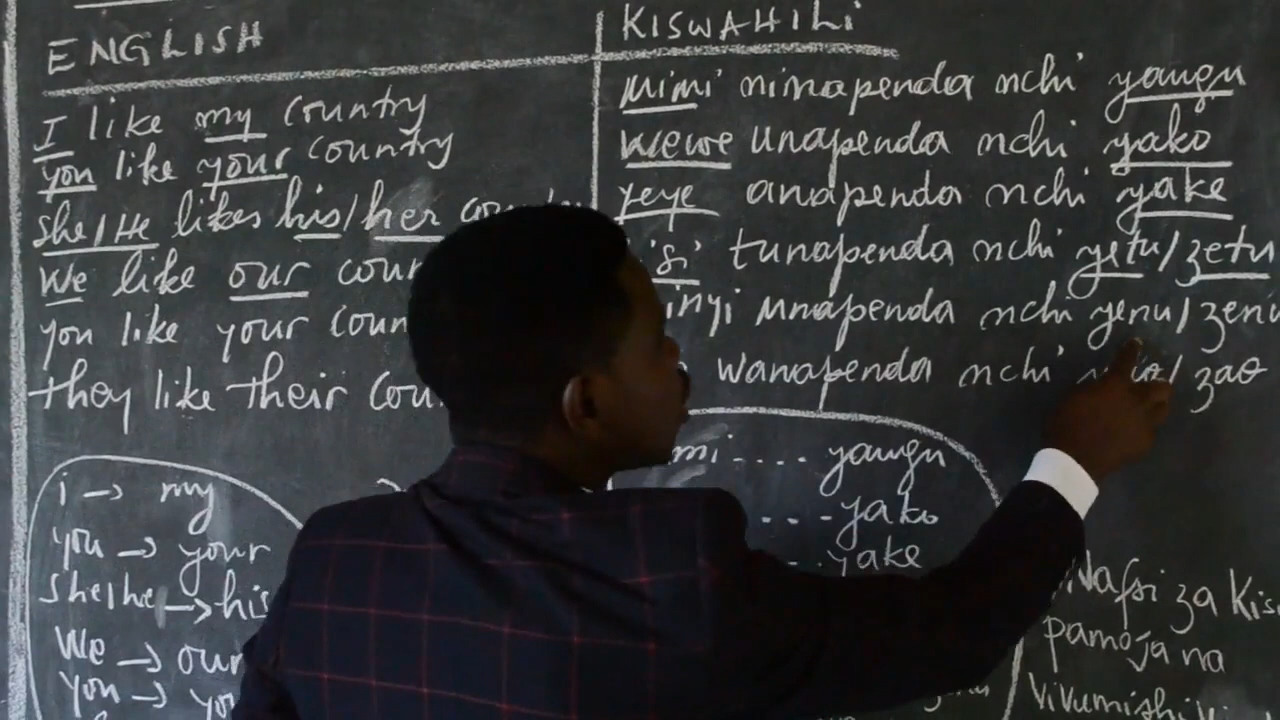 ENGLISH
I like my country
you like your country
She/He likes his/her
We like our
you like your
they like their
KISWAHILI
Mimi ninapenda nchi yangu
Wewe unapenda nchi yako
Yeye anapenda nchi yake
tunapenda nchi yetu/zetu
mnapenda nchi yenu/zenu
wanapenda nchi zao
i → my
you → your
She/he → his
We → our
you →
.... yangu
... yako
.. yake
Nafsi za
pamoja na